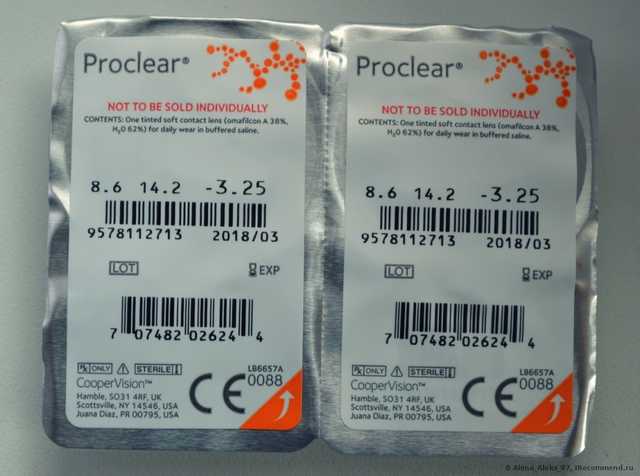 Proclear®
NOT TO BE SOLD INDIVIDUALLY
CONTENTS: One tinted soft contact lens (omafilcon A 38%,
H₂O 62%) for daily wear in buffered saline.
8.6 14.2 -3.25
9578112713 2018/03
LOT EXP
7 07482 02624 4
Rx ONLY STERILE LB6657A
CooperVision™ CE 0088
Hamble, SO31 4RF, UK
Scottsville, NY 14546, USA
Juana Diaz, PR 00795, USA
Proclear®
NOT TO BE SOLD INDIVIDUALLY
CONTENTS: One tinted soft contact lens (omafilcon A 38%,
H₂O 62%) for daily wear in buffered saline.
8.6 14.2 -3.25
9578112713 2018/03
LOT EXP
7 07482 02624 4
Rx ONLY STERILE LB6657A
CooperVision™ CE 0088
Hamble, SO31 4RF, UK
Scottsville, NY 14546, USA
Juana Diaz, PR 00795, USA
© Alena_Aleks_97, IRecommend.ru